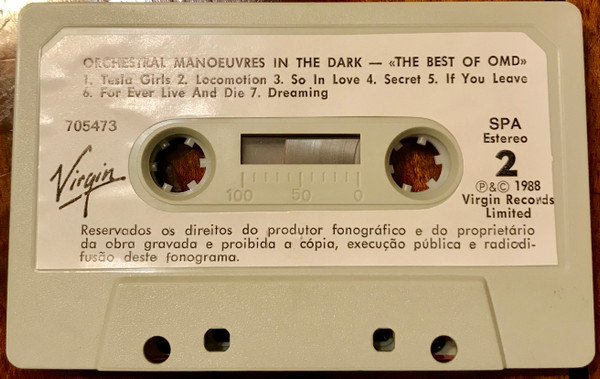 ORCHESTRAL MANOEUVRES IN THE DARK — «THE BEST OF OMD»
1. Tesla Girls 2. Locomotion 3. So In Love 4. Secret 5. If You Leave
6. For Ever Live And Die 7. Dreaming
705473
SPA
Estereo
2
Virgin
100 50 0
Ⓟ&© 1988
Virgin Records
Limited
Reservados os direitos do produtor fonográfico e do proprietário
da obra gravada e proibida a cópia, execução pública e radiodi-
fusão deste fonograma.